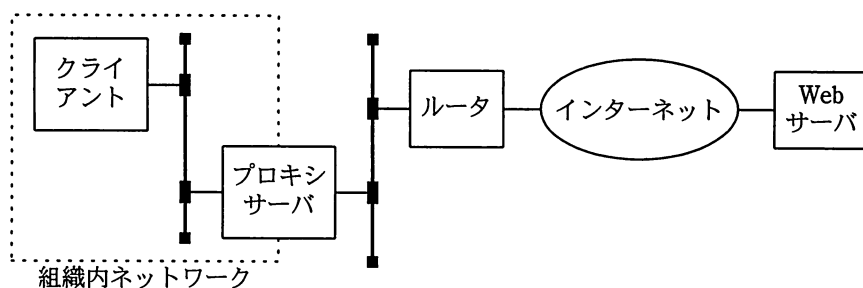 クライ
アント
プロキシ
サーバ
ルータ
インターネット
Web
サーバ
組織内ネットワーク